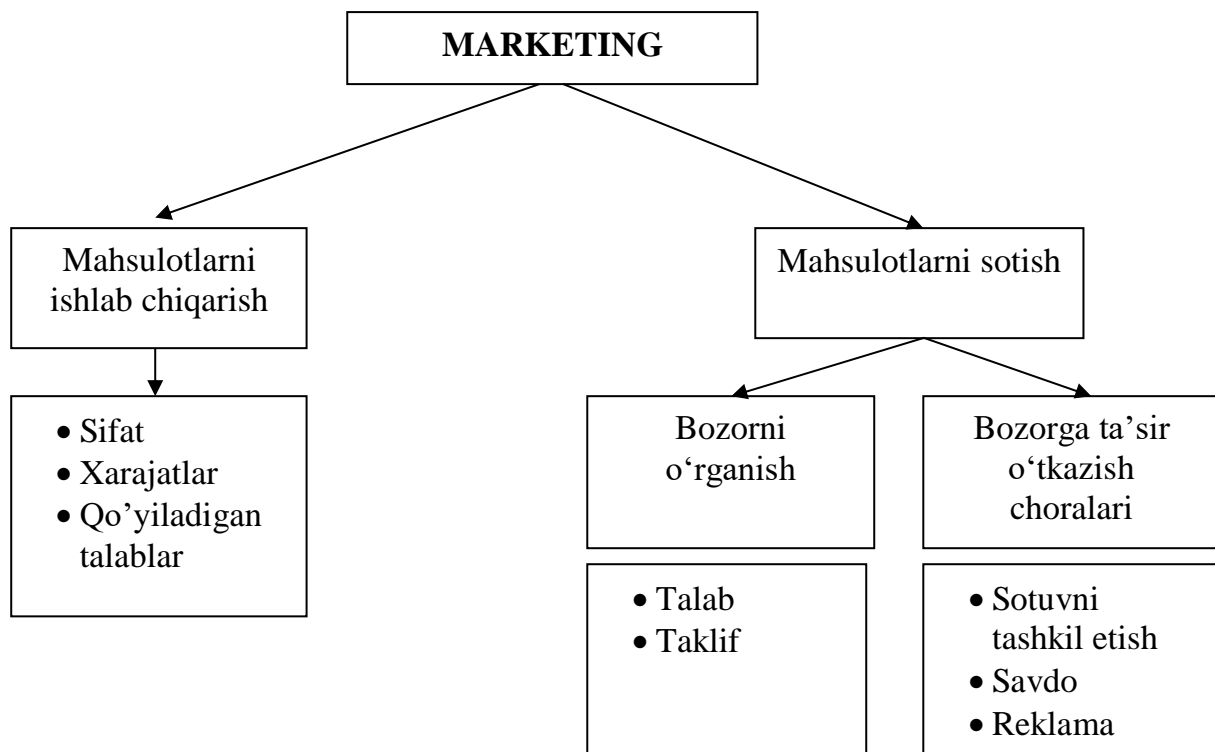 MARKETING
Mahsulotlarni
ishlab chiqarish
Mahsulotlarni sotish
• Sifat
• Xarajatlar
• Qo’yiladigan
talablar
Bozorni
o‘rganish
Bozorga ta’sir
o‘tkazish
choralari
• Talab
• Taklif
• Sotuvni
tashkil etish
• Savdo
• Reklama